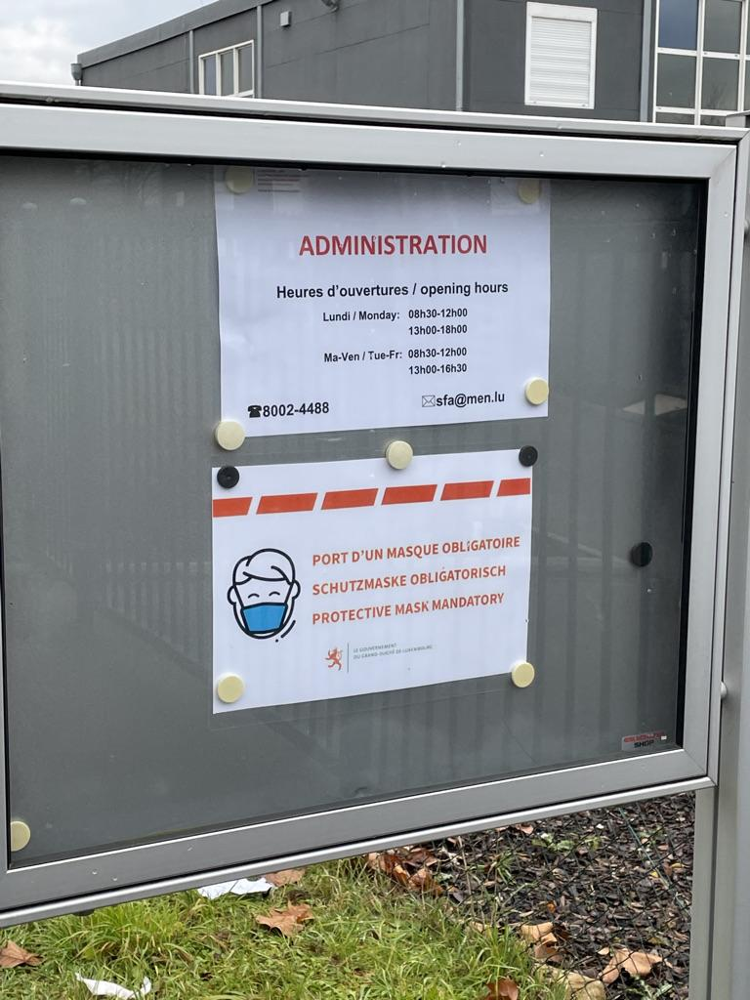 ADMINISTRATION
Heures d'ouvertures / opening hours
Lundi / Monday: 08h30-12h00
13h00-18h00
Ma-Ven / Tue-Fr: 08h30-12h00
13h00-16h30
☎8002-4488
✉sfa@men.lu
PORT D'UN MASQUE OBLIGATOIRE
SCHUTZMASKE OBLIGATORISCH
PROTECTIVE MASK MANDATORY
LE GOUVERNEMENT
DU GRAND-DUCHÉ DE LUXEMBOURG
SHOP